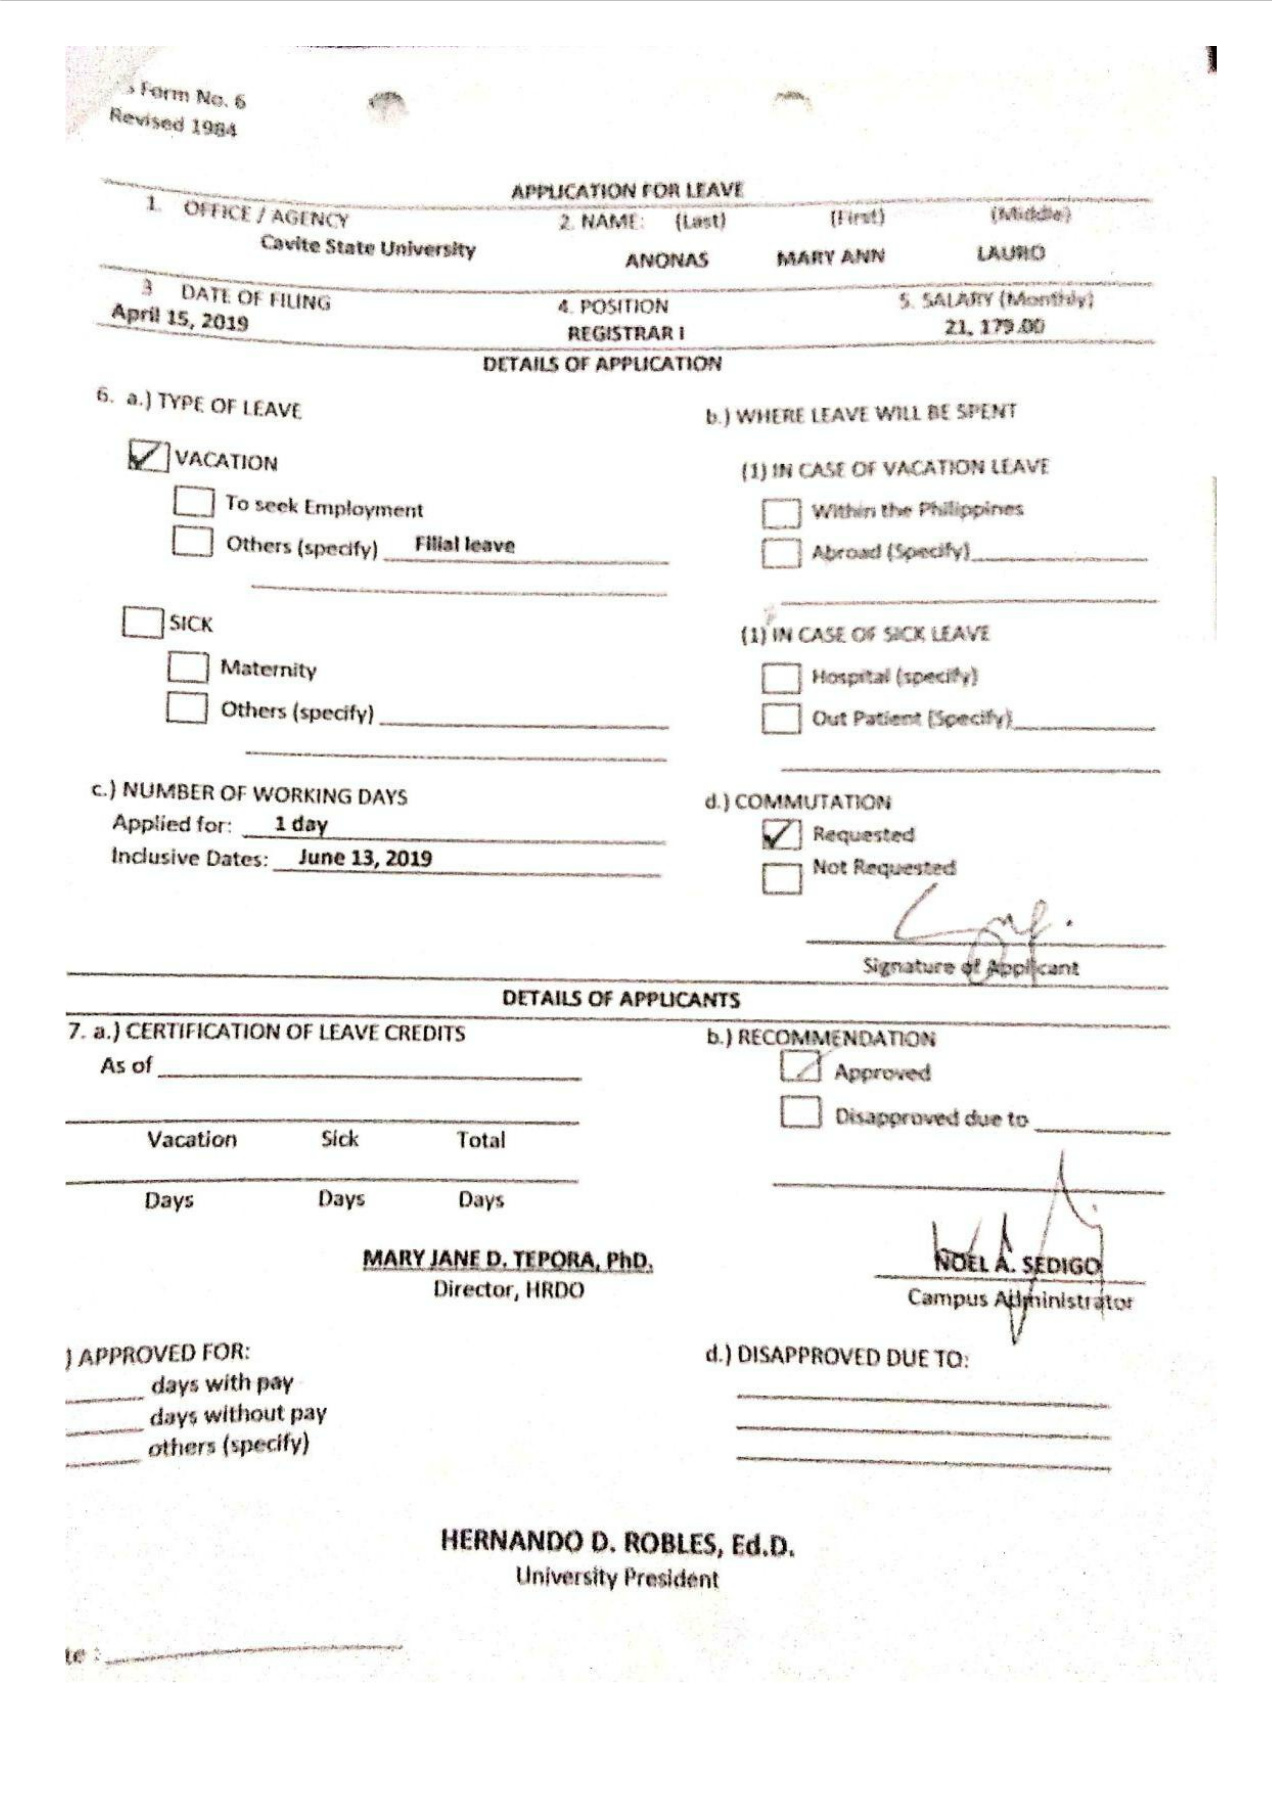 Form No. 6
Revised 1984
APPLICATION FOR LEAVE
1. OFFICE / AGENCY 2. NAME: (Last) (First) (Middle)
Cavite State University ANONAS MARY ANN LAURO
3 DATE OF FILING 4. POSITION 5. SALARY (Monthly)
April 15, 2019 REGISTRAR I 21, 179.00
DETAILS OF APPLICATION
6. a.) TYPE OF LEAVE b.) WHERE LEAVE WILL BE SPENT
VACATION (1) IN CASE OF VACATION LEAVE
To seek Employment Within the Philippines
Others (specify) Filial leave Abroad (Specify)
SICK (1) IN CASE OF SICK LEAVE
Maternity Hospital (specify)
Others (specify) Out Patient (Specify)
c.) NUMBER OF WORKING DAYS d.) COMMUTATION
Applied for: 1 day Requested
Inclusive Dates: June 13, 2019 Not Requested
Signature of Applicant
DETAILS OF APPLICANTS
7. a.) CERTIFICATION OF LEAVE CREDITS b.) RECOMMENDATION
As of Approved
Disapproved due to
Vacation Sick Total
Days Days Days
MARY JANE D. TEPORA, PhD. NOEL A. SEDIGO
Director, HRDO Campus Administrator
) APPROVED FOR: d.) DISAPPROVED DUE TO:
days with pay
days without pay
others (specify)
HERNANDO D. ROBLES, Ed.D.
University President
te :